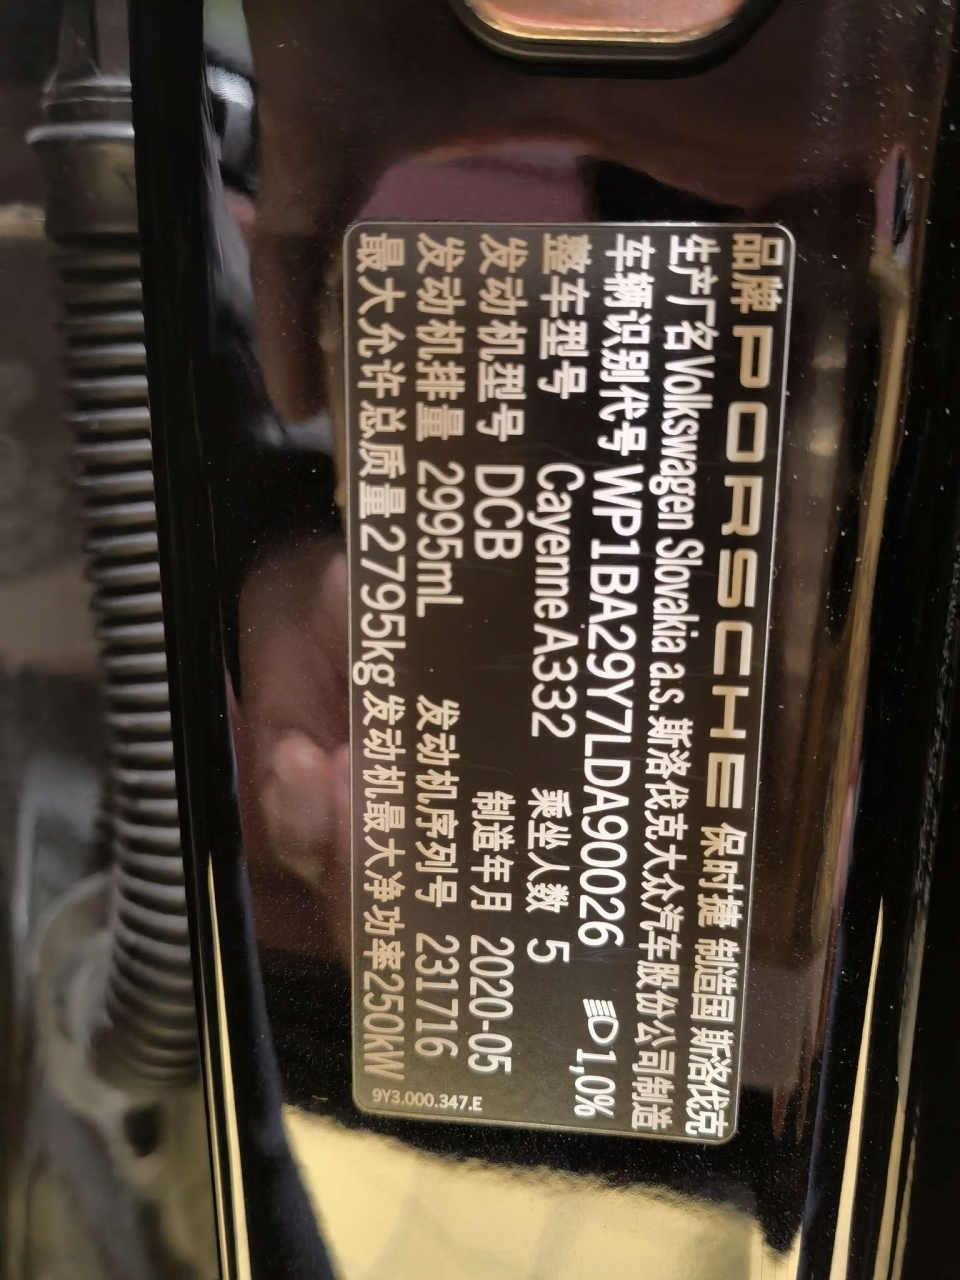 品牌 PORSCHE 保时捷 制造国 斯洛伐克
生产厂名 Volkswagen Slovakia a.s. 斯洛伐克大众汽车股份公司制造
车辆识别代号 WP1BA29Y7LDA90026 1,0%
整车型号 Cayenne A332 乘坐人数 5
发动机型号 DCB 制造年月 2020-05
发动机排量 2995mL 发动机序列号 231716
最大允许总质量 2795kg 发动机最大净功率 250kW
9Y3.000.347.E